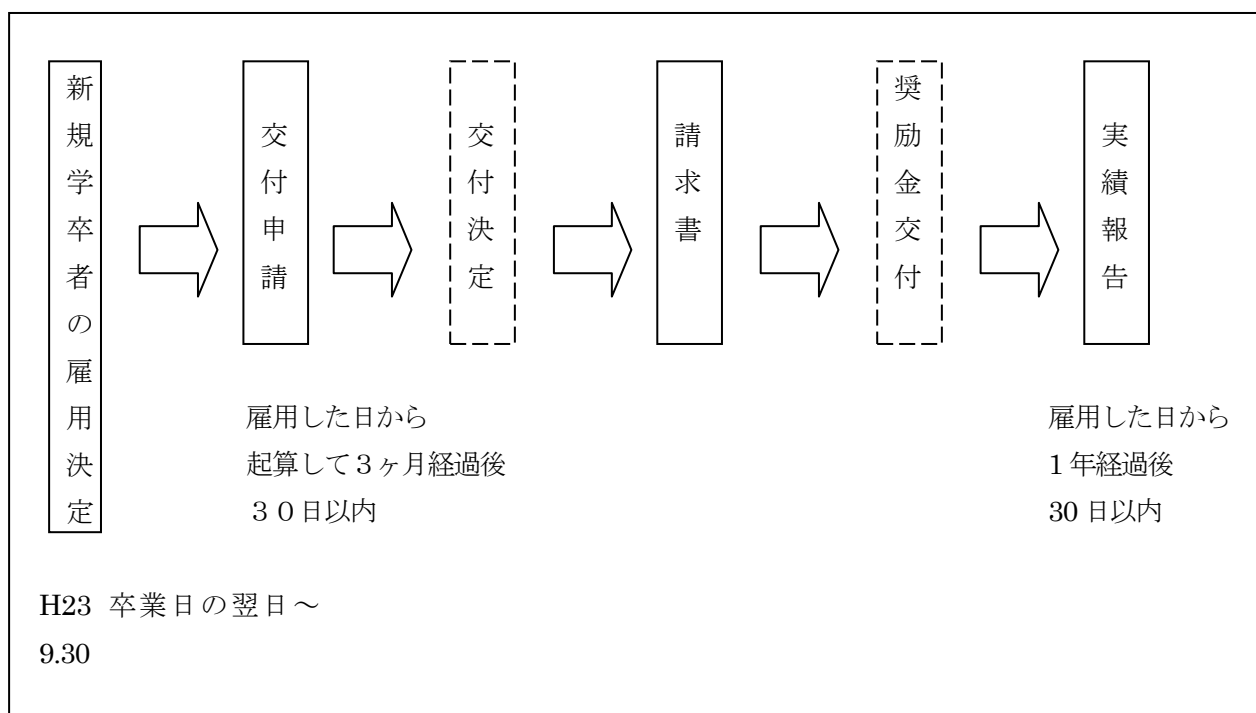 新規学卒者の雇用決定
交付申請
交付決定
請求書
奨励金交付
実績報告
雇用した日から
起算して３ヶ月経過後
３０日以内
雇用した日から
1 年経過後
30 日以内
H23 卒業日の翌日～
9.30